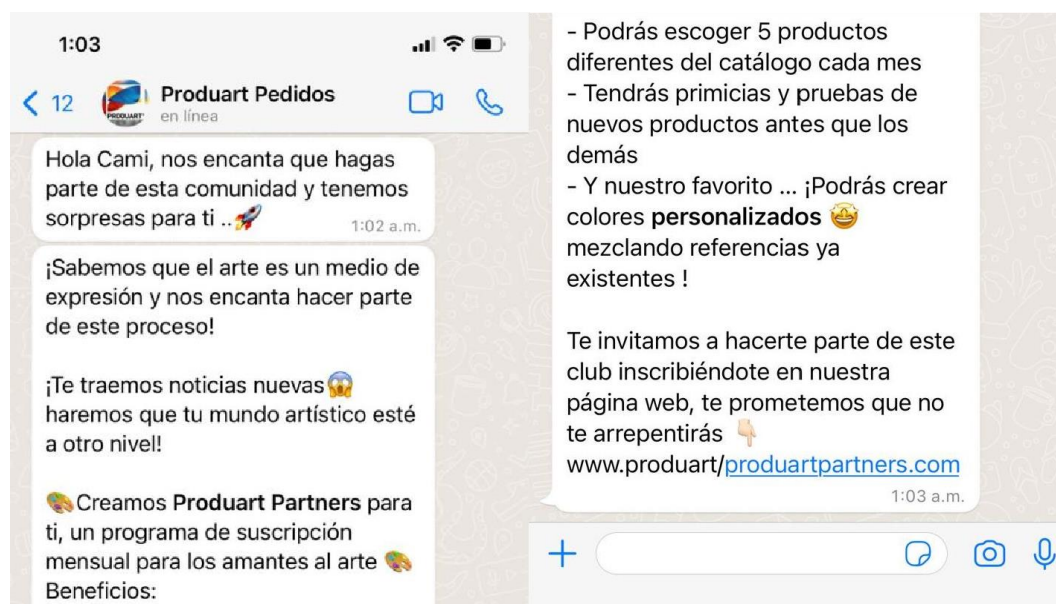 1:03
12
Produart Pedidos
en línea
PRODUART
Hola Cami, nos encanta que hagas
parte de esta comunidad y tenemos
sorpresas para ti ..🚀
1:02 a.m.
¡Sabemos que el arte es un medio de
expresión y nos encanta hacer parte
de este proceso!
¡Te traemos noticias nuevas😱
haremos que tu mundo artístico esté
a otro nivel!
🎨Creamos Produart Partners para
ti, un programa de suscripción
mensual para los amantes al arte 🎨
Beneficios:
- Podrás escoger 5 productos
diferentes del catálogo cada mes
- Tendrás primicias y pruebas de
nuevos productos antes que los
demás
- Y nuestro favorito ... ¡Podrás crear
colores personalizados 🤩
mezclando referencias ya
existentes !
Te invitamos a hacerte parte de este
club inscribiéndote en nuestra
página web, te prometemos que no
te arrepentirás 👇🏻
www.produart/produartpartners.com
1:03 a.m.